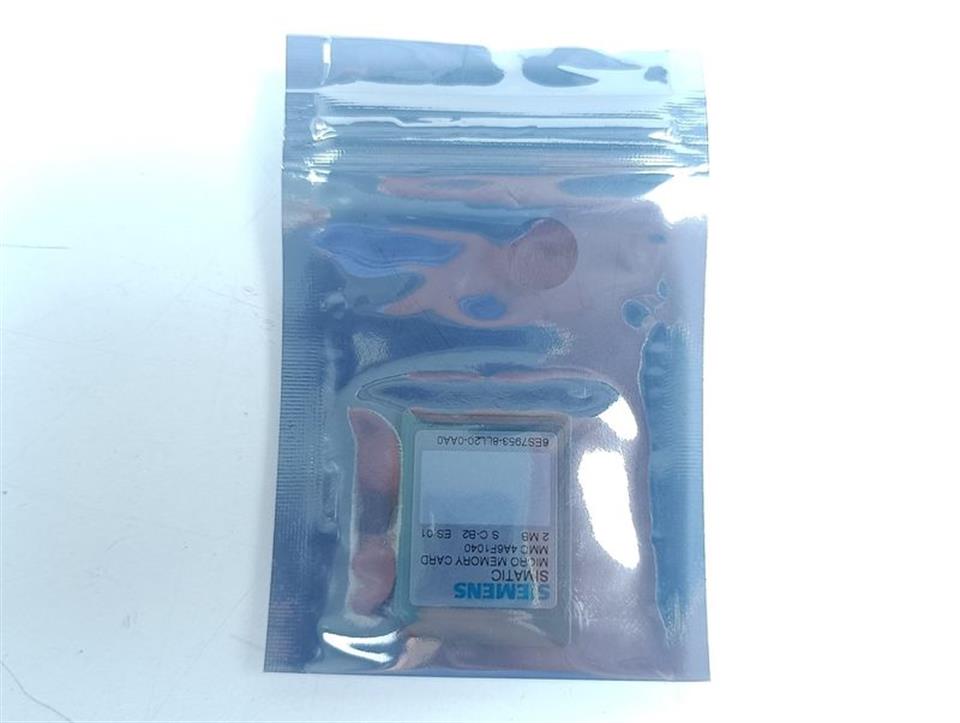 SIEMENS
SIMATIC
MICRO MEMORY CARD
MMC 4A6F1040
2 MB S C-B2 ES:01
6ES7953-8LL20-0AA0